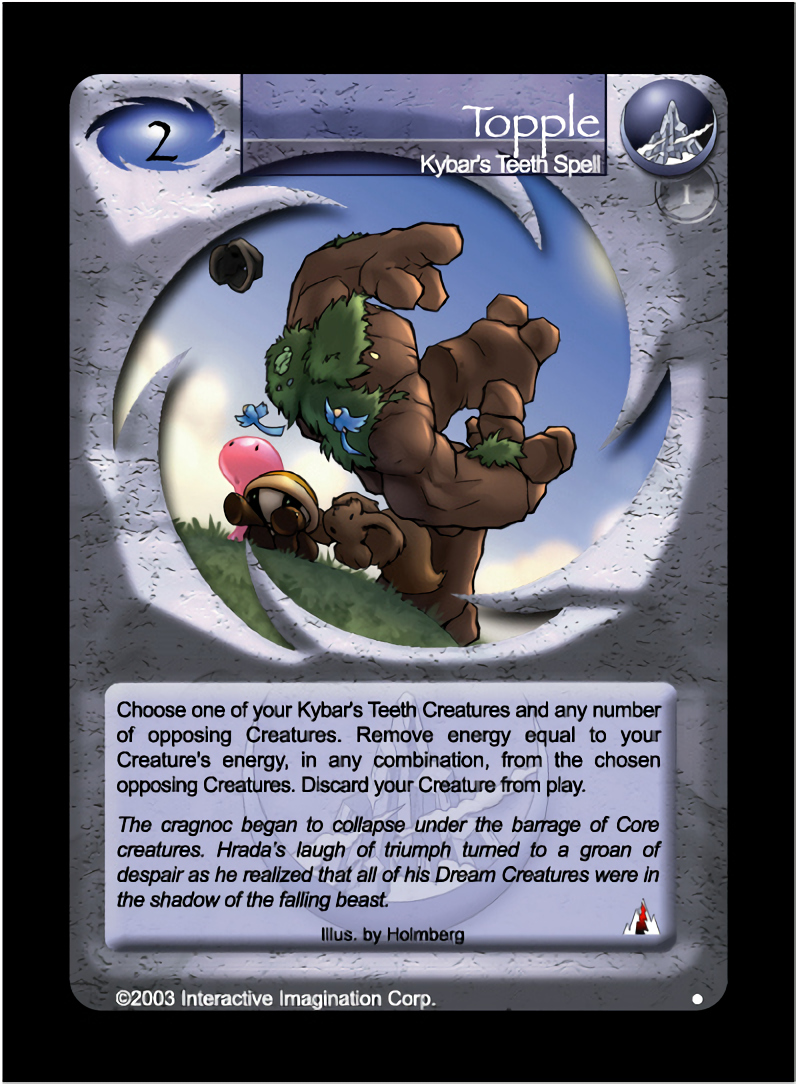 2
Topple
Kybar's Teeth Spell
1
Choose one of your Kybar's Teeth Creatures and any number
of opposing Creatures. Remove energy equal to your
Creature's energy, in any combination, from the chosen
opposing Creatures. Discard your Creature from play.
The cragnoc began to collapse under the barrage of Core
creatures. Hrada's laugh of triumph turned to a groan of
despair as he realized that all of his Dream Creatures were in
the shadow of the falling beast.
Illus. by Holmberg
©2003 Interactive Imagination Corp.